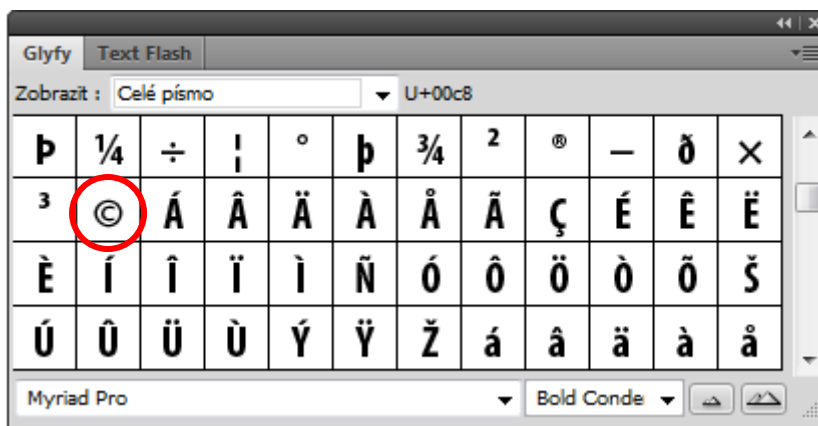 Glyfy Text Flash
Zobrazit : Celé písmo U+00c8
Þ ¼ ÷ ¦ ° þ ¾ ² ® − ð ×
³ © Á Â Ä À Å Ã Ç É Ê Ë
È Í Î Ï Ì Ñ Ó Ô Ö Ò Õ Š
Ú Û Ü Ù Ý Ÿ Ž á â ä à å
Myriad Pro Bold Conde